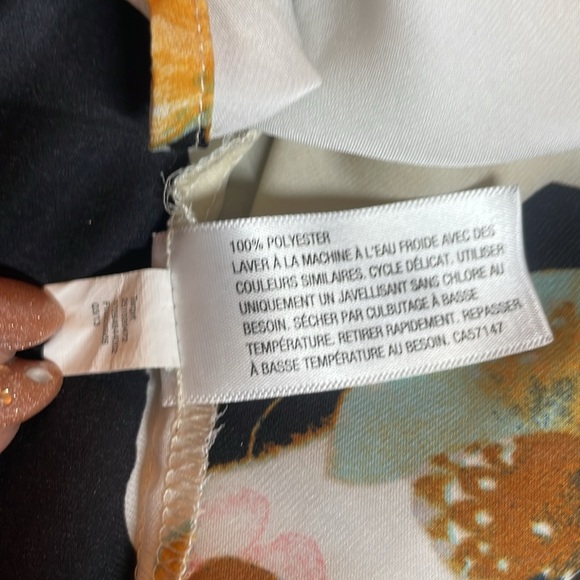 100% POLYESTER
LAVER À LA MACHINE À L'EAU FROIDE AVEC DES
COULEURS SIMILAIRES. CYCLE DÉLICAT. UTILISER
UNIQUEMENT UN JAVELLISANT SANS CHLORE AU
BESOIN. SÉCHER PAR CULBUTAGE À BASSE
TEMPÉRATURE. RETIRER RAPIDEMENT. REPASSER
À BASSE TEMPÉRATURE AU BESOIN. CA57147